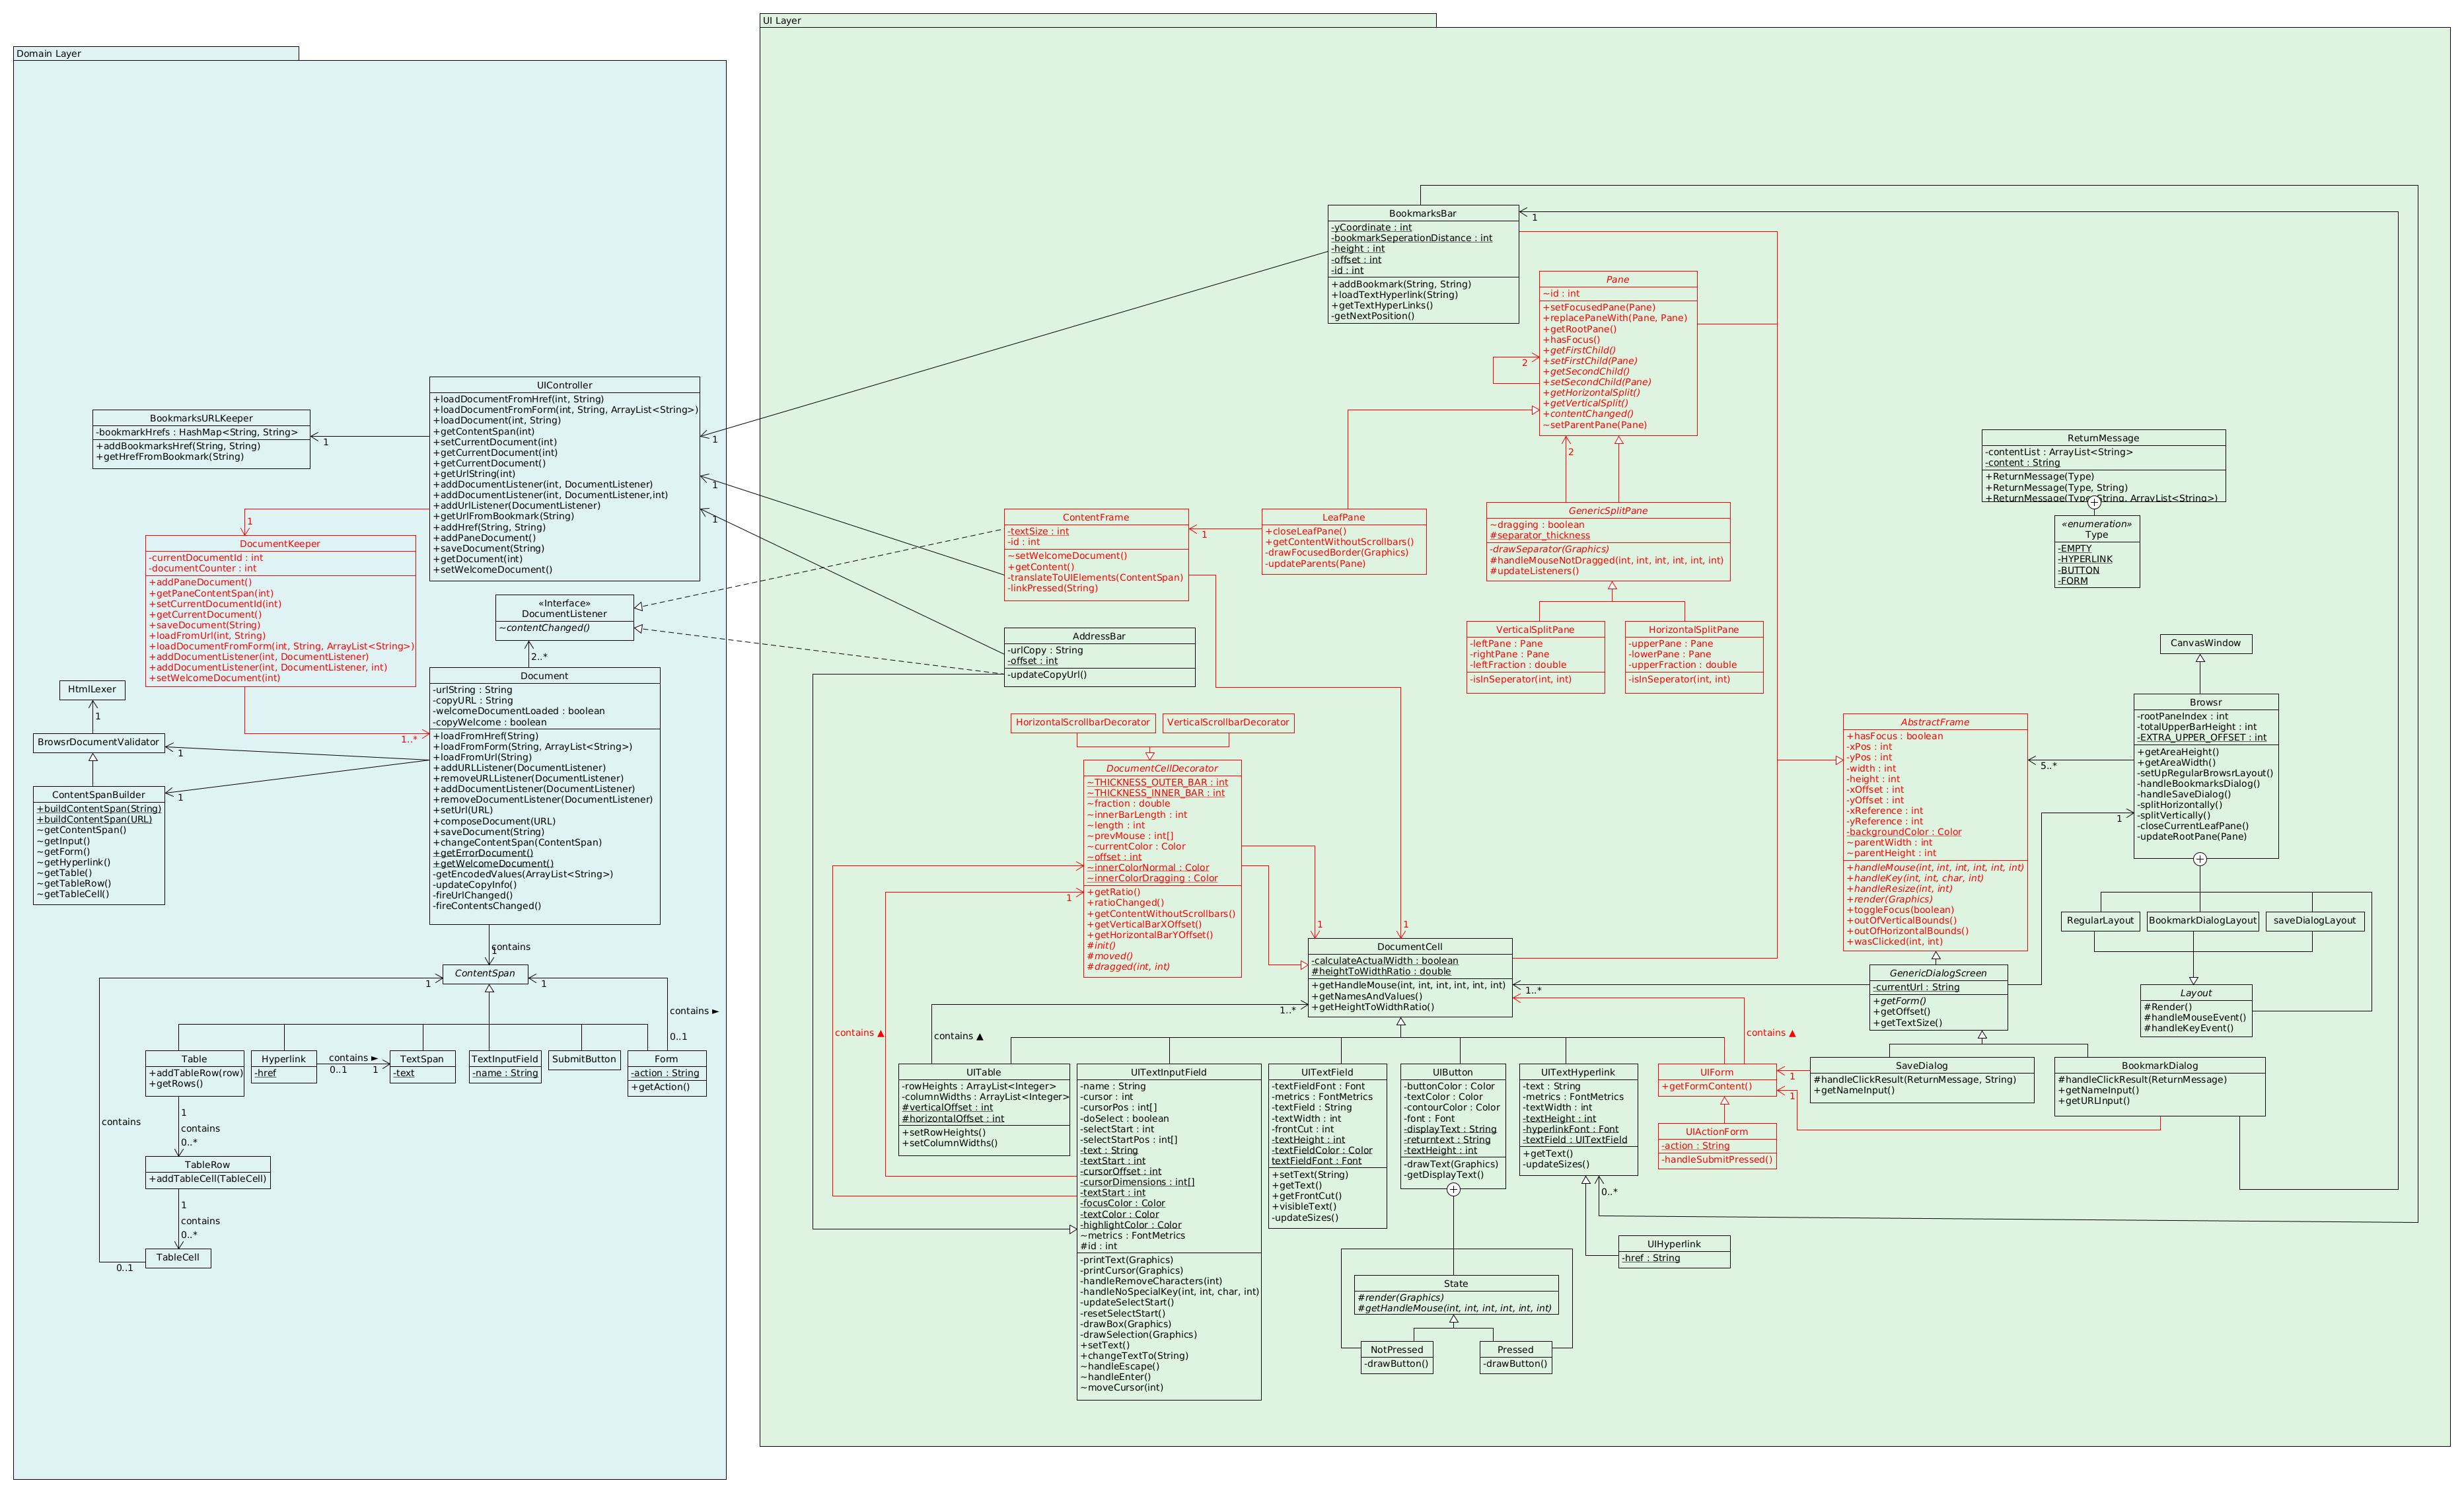 Domain Layer
BookmarksURLKeeper
-bookmarkHrefs : HashMap<String, String>
+addBookmarksHref(String, String)
+getHrefFromBookmark(String)
1
UIController
+loadDocumentFromHref(int, String)
+loadDocumentFromForm(int, String, ArrayList<String>)
+loadDocument(int, String)
+getContentSpan(int)
+setCurrentDocument(int)
+getCurrentDocument(int)
+getCurrentDocument()
+getUrlString(int)
+addDocumentListener(int, DocumentListener)
+addDocumentListener(int, DocumentListener,int)
+addUrlListener(DocumentListener)
+getUrlFromBookmark(String)
+addHref(String, String)
+addPaneDocument()
+saveDocument(String)
+getDocument(int)
+setWelcomeDocument()
1
1
1
1
DocumentKeeper
-currentDocumentId : int
-documentCounter : int
+addPaneDocument()
+getPaneContentSpan(int)
+setCurrentDocumentId(int)
+getCurrentDocument()
+saveDocument(String)
+loadFromUrl(int, String)
+loadDocumentFromForm(int, String, ArrayList<String>)
+addDocumentListener(int, DocumentListener)
+addDocumentListener(int, DocumentListener, int)
+setWelcomeDocument(int)
1..*
«Interface»
DocumentListener
~contentChanged()
2..*
HtmlLexer
1
BrowsrDocumentValidator
1
ContentSpanBuilder
+buildContentSpan(String)
+buildContentSpan(URL)
~getContentSpan()
~getInput()
~getForm()
~getHyperlink()
~getTable()
~getTableRow()
~getTableCell()
1
Document
-urlString : String
-copyURL : String
-welcomeDocumentLoaded : boolean
-copyWelcome : boolean
+loadFromHref(String)
+loadFromForm(String, ArrayList<String>)
+loadFromUrl(String)
+addURLListener(DocumentListener)
+removeURLListener(DocumentListener)
+addDocumentListener(DocumentListener)
+removeDocumentListener(DocumentListener)
+setUrl(URL)
+composeDocument(URL)
+saveDocument(String)
+changeContentSpan(ContentSpan)
+getErrorDocument()
+getWelcomeDocument()
-getEncodedValues(ArrayList<String>)
-updateCopyInfo()
-fireUrlChanged()
-fireContentsChanged()
contains
1
ContentSpan
1
1
contains ►
0..1
Table
+addTableRow(row)
+getRows()
Hyperlink
-href
contains ►
0..1
1
TextSpan
-text
TextInputField
-name : String
SubmitButton
Form
-action : String
+getAction()
contains
1
contains
0..*
TableRow
+addTableCell(TableCell)
1
contains
0..*
TableCell
0..1
UI Layer
BookmarksBar
-yCoordinate : int
-bookmarkSeperationDistance : int
-height : int
-offset : int
-id : int
+addBookmark(String, String)
+loadTextHyperlink(String)
+getTextHyperLinks()
-getNextPosition()
1
Pane
~id : int
+setFocusedPane(Pane)
+replacePaneWith(Pane, Pane)
+getRootPane()
+hasFocus()
+getFirstChild()
+setFirstChild(Pane)
+getSecondChild()
+setSecondChild(Pane)
+getHorizontalSplit()
+getVerticalSplit()
+contentChanged()
~setParentPane(Pane)
2
2
ContentFrame
-textSize : int
-id : int
~setWelcomeDocument()
+getContent()
-translateToUIElements(ContentSpan)
-linkPressed(String)
1
LeafPane
+closeLeafPane()
+getContentWithoutScrollbars()
-drawFocusedBorder(Graphics)
-updateParents(Pane)
GenericSplitPane
~dragging : boolean
#separator_thickness
-drawSeparator(Graphics)
#handleMouseNotDragged(int, int, int, int, int, int)
#updateListeners()
VerticalSplitPane
-leftPane : Pane
-rightPane : Pane
-leftFraction : double
-isInSeperator(int, int)
HorizontalSplitPane
-upperPane : Pane
-lowerPane : Pane
-upperFraction : double
-isInSeperator(int, int)
ReturnMessage
-contentList : ArrayList<String>
-content : String
+ReturnMessage(Type)
+ReturnMessage(Type, String)
+ReturnMessage(Type, String, ArrayList<String>)
«enumeration»
Type
-EMPTY
-HYPERLINK
-BUTTON
-FORM
AddressBar
-urlCopy : String
-offset : int
-updateCopyUrl()
HorizontalScrollbarDecorator
VerticalScrollbarDecorator
DocumentCellDecorator
~THICKNESS_OUTER_BAR : int
~THICKNESS_INNER_BAR : int
~fraction : double
~innerBarLength : int
~length : int
~prevMouse : int[]
~currentColor : Color
~offset : int
~innerColorNormal : Color
~innerColorDragging : Color
+getRatio()
+ratioChanged()
+getContentWithoutScrollbars()
+getVerticalBarXOffset()
+getHorizontalBarYOffset()
#init()
#moved()
#dragged(int, int)
1
1
1
AbstractFrame
+hasFocus : boolean
-xPos : int
-yPos : int
-width : int
-height : int
-xOffset : int
-yOffset : int
-xReference : int
-yReference : int
-backgroundColor : Color
~parentWidth : int
~parentHeight : int
+handleMouse(int, int, int, int, int, int)
+handleKey(int, int, char, int)
+handleResize(int, int)
+render(Graphics)
+toggleFocus(boolean)
+outOfVerticalBounds()
+outOfHorizontalBounds()
+wasClicked(int, int)
5..*
CanvasWindow
Browsr
-rootPaneIndex : int
-totalUpperBarHeight : int
-EXTRA_UPPER_OFFSET : int
+getAreaHeight()
+getAreaWidth()
-setUpRegularBrowsrLayout()
-handleBookmarksDialog()
-handleSaveDialog()
-splitHorizontally()
-splitVertically()
-closeCurrentLeafPane()
-updateRootPane(Pane)
1
RegularLayout
BookmarkDialogLayout
saveDialogLayout
Layout
#Render()
#handleMouseEvent()
#handleKeyEvent()
DocumentCell
-calculateActualWidth : boolean
#heightToWidthRatio : double
+getHandleMouse(int, int, int, int, int, int)
+getNamesAndValues()
+getHeightToWidthRatio()
1..*
1..*
GenericDialogScreen
-currentUrl : String
+getForm()
+getOffset()
+getTextSize()
contains ▲
contains ▲
contains ▲
UITable
-rowHeights : ArrayList<Integer>
-columnWidths : ArrayList<Integer>
#verticalOffset : int
#horizontalOffset : int
+setRowHeights()
+setColumnWidths()
UITextInputField
-name : String
-cursor : int
-cursorPos : int[]
-doSelect : boolean
-selectStart : int
-selectStartPos : int[]
-text : String
-textStart : int
-cursorOffset : int
-cursorDimensions : int[]
-textStart : int
-focusColor : Color
-textColor : Color
-highlightColor : Color
~metrics : FontMetrics
#id : int
-printText(Graphics)
-printCursor(Graphics)
-handleRemoveCharacters(int)
-handleNoSpecialKey(int, int, char, int)
-updateSelectStart()
-resetSelectStart()
-drawBox(Graphics)
-drawSelection(Graphics)
+setText()
+changeTextTo(String)
~handleEscape()
~handleEnter()
~moveCursor(int)
UITextField
-textFieldFont : Font
-metrics : FontMetrics
-textField : String
-textWidth : int
-frontCut : int
-textHeight : int
-textFieldColor : Color
textFieldFont : Font
+setText(String)
+getText()
+getFrontCut()
+visibleText()
-updateSizes()
UIButton
-buttonColor : Color
-textColor : Color
-contourColor : Color
-font : Font
-displayText : String
-returntext : String
-textHeight : int
-drawText(Graphics)
-getDisplayText()
UITextHyperlink
-text : String
-metrics : FontMetrics
-textWidth : int
-textHeight : int
-hyperlinkFont : Font
-textField : UITextField
+getText()
-updateSizes()
0..*
UIForm
+getFormContent()
1
1
UIActionForm
-action : String
-handleSubmitPressed()
SaveDialog
#handleClickResult(ReturnMessage, String)
+getNameInput()
BookmarkDialog
#handleClickResult(ReturnMessage)
+getNameInput()
+getURLInput()
UIHyperlink
-href : String
State
#render(Graphics)
#getHandleMouse(int, int, int, int, int, int)
NotPressed
-drawButton()
Pressed
-drawButton()